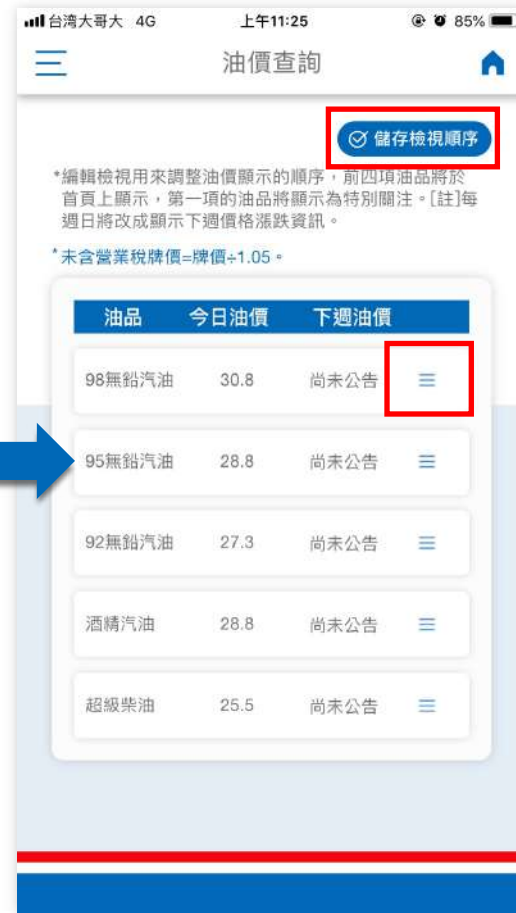 台湾大哥大 4G 上午11:25 85%
油價查詢
儲存檢視順序
*編輯檢視用來調整油價顯示的順序，前四項油品將於
首頁上顯示，第一項的油品將顯示為特別關注。[註]每
週日將改成顯示下週價格漲跌資訊。
*未含營業稅牌價=牌價÷1.05。
油品 今日油價 下週油價
98無鉛汽油 30.8 尚未公告
95無鉛汽油 28.8 尚未公告
92無鉛汽油 27.3 尚未公告
酒精汽油 28.8 尚未公告
超級柴油 25.5 尚未公告